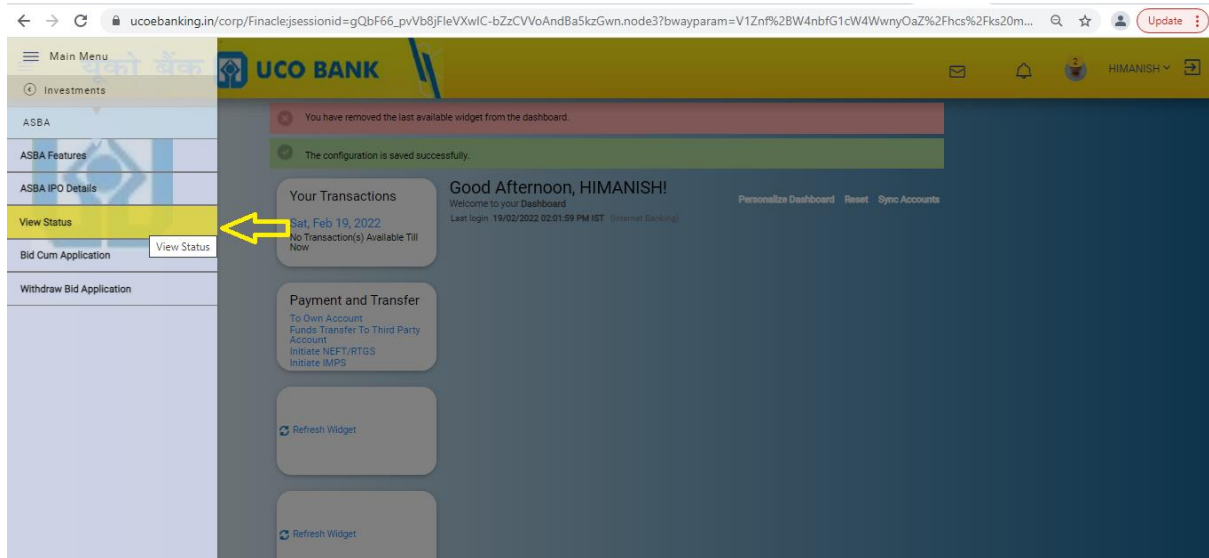 ucoebanking.in/corp/Finacle;jsessionid=gQbF66_pvVb8jFleVXwIC-bZzCVVoAndBa5kzGwn.node3?bwayparam=V1Znf%2BW4nbfG1cW4WwnyOaZ%2Fhcs%2Fks20m...
Update
Main Menu
Investments
ASBA
ASBA Features
ASBA IPO Details
View Status
View Status
Bid Cum Application
Withdraw Bid Application
यूको बैंक UCO BANK
2
HIMANISH
You have removed the last available widget from the dashboard.
The configuration is saved successfully.
Your Transactions
Sat, Feb 19, 2022
No Transaction(s) Available Till
Now
Good Afternoon, HIMANISH!
Welcome to your Dashboard
Last login 19/02/2022 02:01:59 PM IST (Internet Banking)
Personalize Dashboard Reset Sync Accounts
Payment and Transfer
To Own Account
Funds Transfer To Third Party
Account
Initiate NEFT/RTGS
Initiate IMPS
Refresh Widget
Refresh Widget